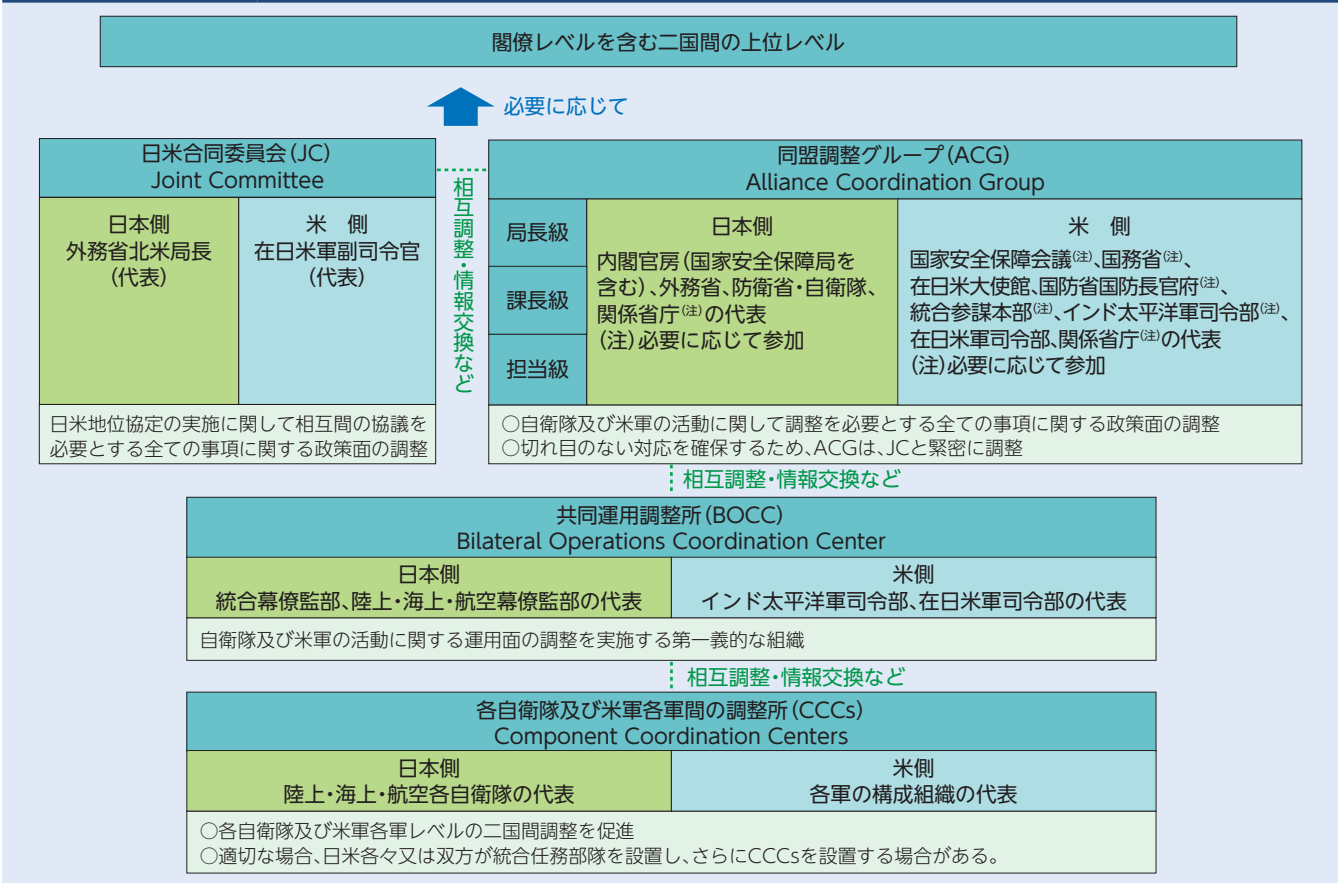 閣僚レベルを含む二国間の上位レベル
必要に応じて
日米合同委員会(JC)
Joint Committee
日本側
外務省北米局長
(代表)
米 側
在日米軍副司令官
(代表)
日米地位協定の実施に関して相互間の協議を
必要とする全ての事項に関する政策面の調整
相互調整・情報交換など
同盟調整グループ(ACG)
Alliance Coordination Group
局長級
課長級
担当級
日本側
内閣官房(国家安全保障局を
含む)、外務省、防衛省・自衛隊、
関係省庁(注)の代表
(注)必要に応じて参加
米 側
国家安全保障会議(注)、国務省(注)、
在日米大使館、国防省国防長官府(注)、
統合参謀本部(注)、インド太平洋軍司令部(注)、
在日米軍司令部、関係省庁(注)の代表
(注)必要に応じて参加
○自衛隊及び米軍の活動に関して調整を必要とする全ての事項に関する政策面の調整
○切れ目のない対応を確保するため、ACGは、JCと緊密に調整
相互調整・情報交換など
共同運用調整所(BOCC)
Bilateral Operations Coordination Center
日本側
統合幕僚監部、陸上・海上・航空幕僚監部の代表
米側
インド太平洋軍司令部、在日米軍司令部の代表
自衛隊及び米軍の活動に関する運用面の調整を実施する第一義的な組織
相互調整・情報交換など
各自衛隊及び米軍各軍間の調整所(CCCs)
Component Coordination Centers
日本側
陸上・海上・航空各自衛隊の代表
米側
各軍の構成組織の代表
○各自衛隊及び米軍各軍レベルの二国間調整を促進
○適切な場合、日米各々又は双方が統合任務部隊を設置し、さらにCCCsを設置する場合がある。